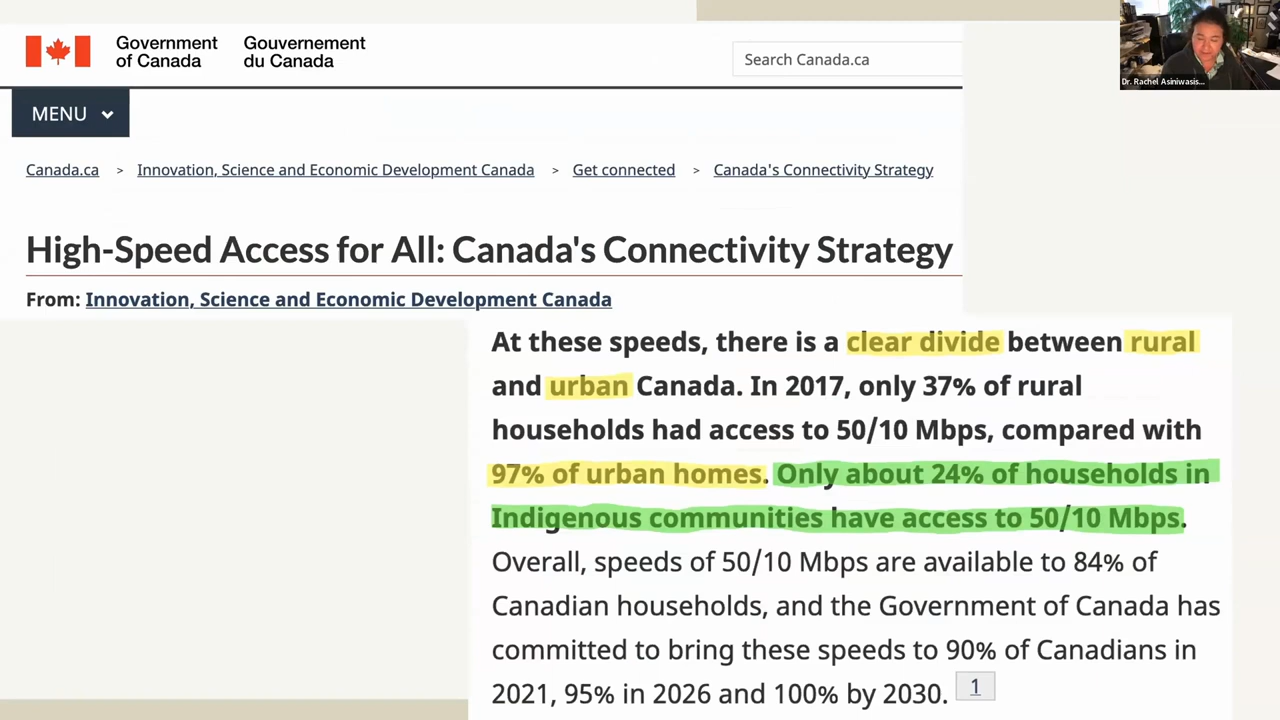 Government of Canada
Gouvernement du Canada
Search Canada.ca
Dr. Rachel Asiniwasis...
MENU
Canada.ca > Innovation, Science and Economic Development Canada > Get connected > Canada's Connectivity Strategy
High-Speed Access for All: Canada's Connectivity Strategy
From: Innovation, Science and Economic Development Canada
At these speeds, there is a clear divide between rural
and urban Canada. In 2017, only 37% of rural
households had access to 50/10 Mbps, compared with
97% of urban homes. Only about 24% of households in
Indigenous communities have access to 50/10 Mbps.
Overall, speeds of 50/10 Mbps are available to 84% of
Canadian households, and the Government of Canada has
committed to bring these speeds to 90% of Canadians in
2021, 95% in 2026 and 100% by 2030. 1